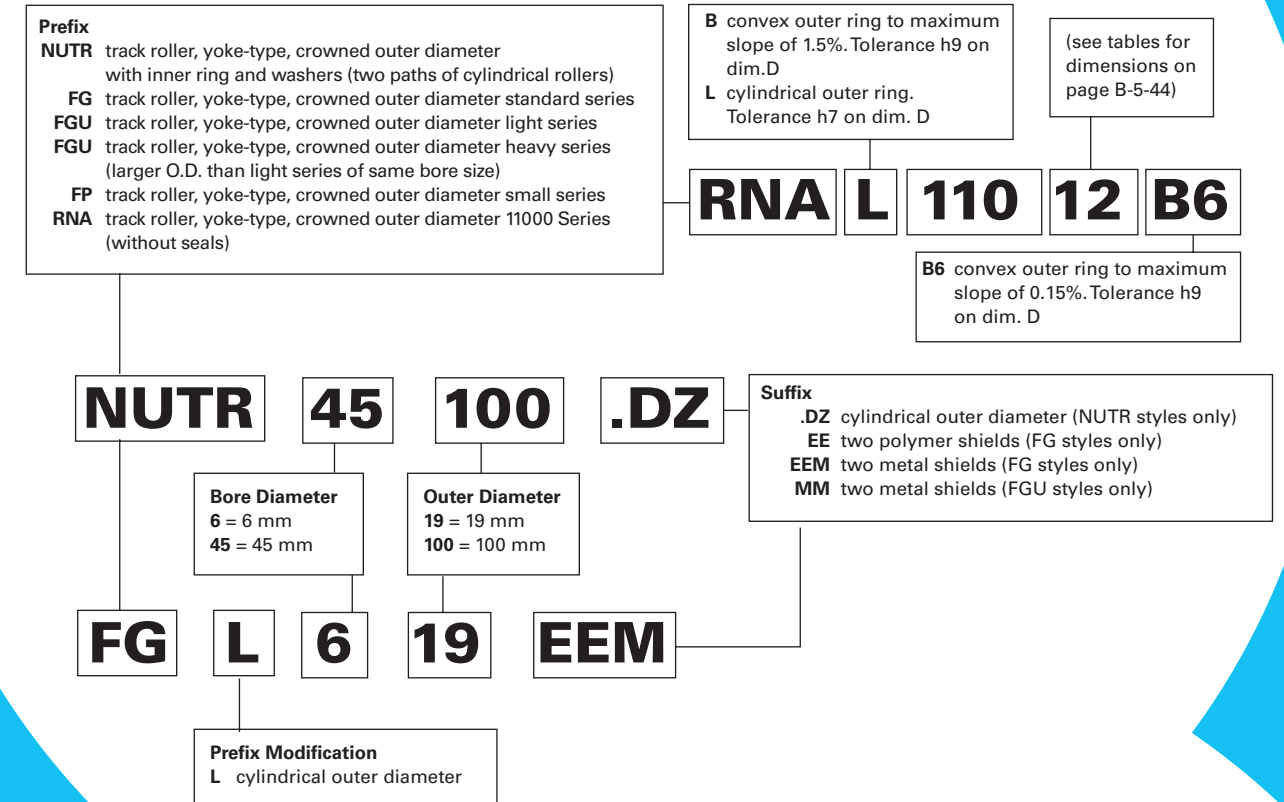 Prefix
NUTR track roller, yoke-type, crowned outer diameter
with inner ring and washers (two paths of cylindrical rollers)
FG track roller, yoke-type, crowned outer diameter standard series
FGU track roller, yoke-type, crowned outer diameter light series
FGU track roller, yoke-type, crowned outer diameter heavy series
(larger O.D. than light series of same bore size)
FP track roller, yoke-type, crowned outer diameter small series
RNA track roller, yoke-type, crowned outer diameter 11000 Series
(without seals)
B convex outer ring to maximum
slope of 1.5%. Tolerance h9 on
dim.D
L cylindrical outer ring.
Tolerance h7 on dim. D
(see tables for
dimensions on
page B-5-44)
RNA L 110 12 B6
B6 convex outer ring to maximum
slope of 0.15%. Tolerance h9
on dim. D
NUTR 45 100 .DZ
Suffix
.DZ cylindrical outer diameter (NUTR styles only)
EE two polymer shields (FG styles only)
EEM two metal shields (FG styles only)
MM two metal shields (FGU styles only)
Bore Diameter
6 = 6 mm
45 = 45 mm
Outer Diameter
19 = 19 mm
100 = 100 mm
FG L 6 19 EEM
Prefix Modification
L cylindrical outer diameter